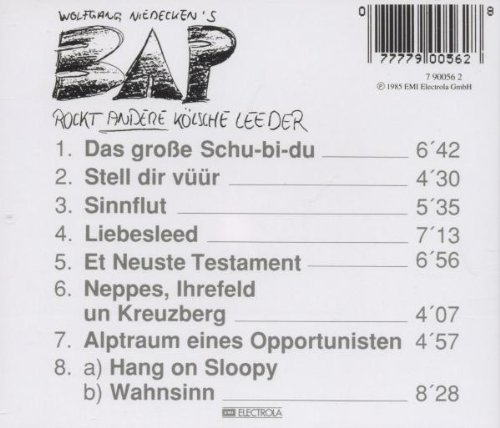 WOLFGANG NIEDECKEN'S
BAP
ROCKT ANDERE KÖLSCHE LEEDER
0 77779 00562 8
7 90056 2
Ⓟ 1985 EMI Electrola GmbH
1. Das große Schu-bi-du 6´42
2. Stell dir vüür 4´30
3. Sinnflut 5´35
4. Liebesleed 7´13
5. Et Neuste Testament 6´56
6. Neppes, Ihrefeld
un Kreuzberg 4´07
7. Alptraum eines Opportunisten 4´57
8. a) Hang on Sloopy
b) Wahnsinn 8´28
EMI ELECTROLA